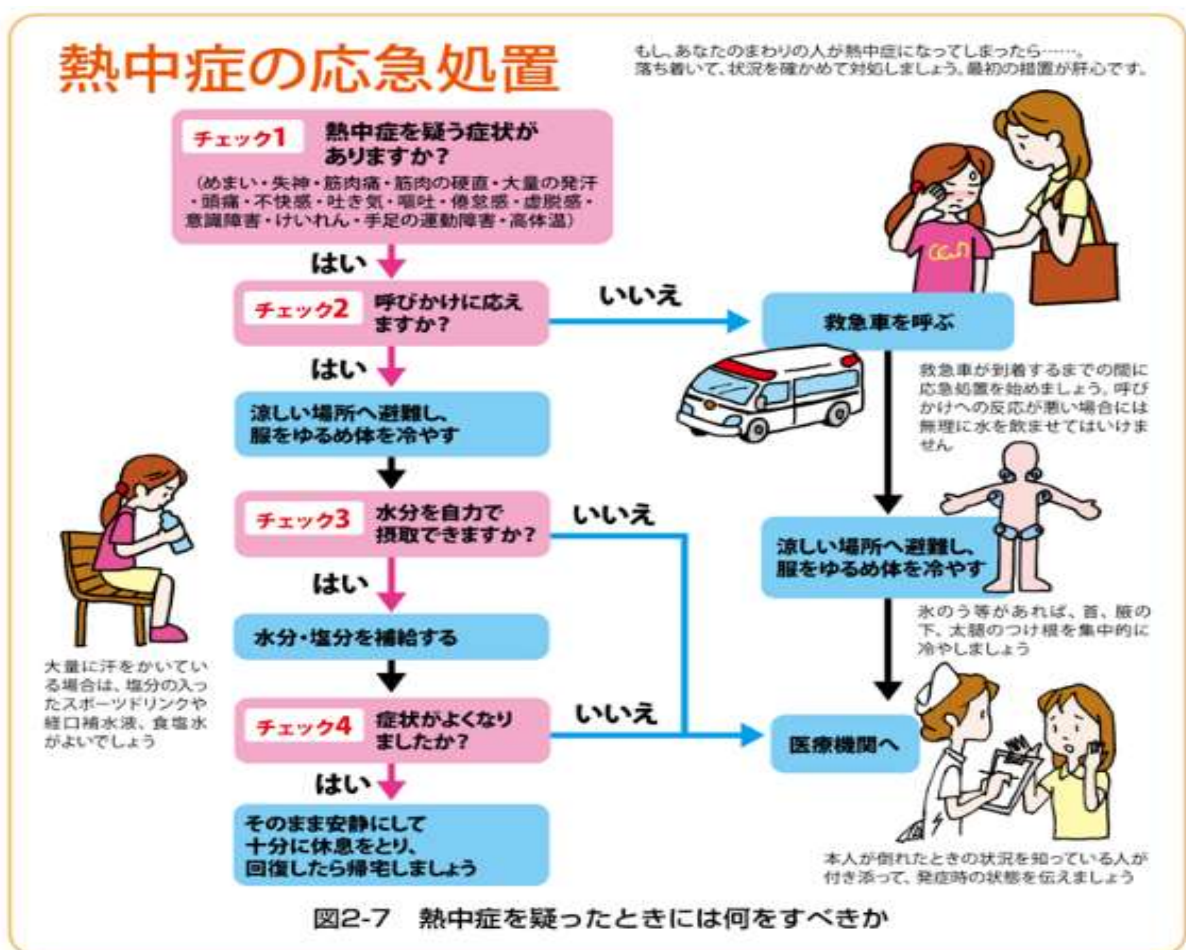 熱中症の応急処置
もし、あなたのまわりの人が熱中症になってしまったら……。
落ち着いて、状況を確かめて対処しましょう。最初の措置が肝心です。
チェック1
熱中症を疑う症状が
ありますか?
(めまい・失神・筋肉痛・筋肉の硬直・大量の発汗
・頭痛・不快感・吐き気・嘔吐・倦怠感・虚脱感・
意識障害・けいれん・手足の運動障害・高体温)
はい
チェック2
呼びかけに応え
ますか?
いいえ
救急車を呼ぶ
はい
救急車が到着するまでの間に
応急処置を始めましょう。呼び
かけへの反応が悪い場合には
無理に水を飲ませてはいけま
せん
涼しい場所へ避難し、
服をゆるめ体を冷やす
チェック3
水分を自力で
摂取できますか?
いいえ
涼しい場所へ避難し、
服をゆるめ体を冷やす
はい
氷のう等があれば、首、腋の
下、太腿のつけ根を集中的に
冷やしましょう
水分・塩分を補給する
大量に汗をかいてい
る場合は、塩分の入っ
たスポーツドリンクや
経口補水液、食塩水
がよいでしょう
チェック4
症状がよくなり
ましたか?
いいえ
医療機関へ
はい
そのまま安静にして
十分に休息をとり、
回復したら帰宅しましょう
本人が倒れたときの状況を知っている人が
付き添って、発症時の状態を伝えましょう
図2-7 熱中症を疑ったときには何をすべきか